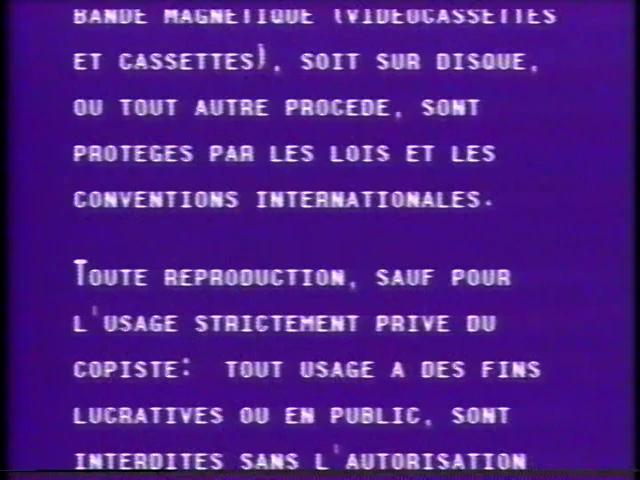 BANDE MAGNETIQUE (VIDEOCASSETTES
ET CASSETTES), SOIT SUR DISQUE,
OU TOUT AUTRE PROCEDE, SONT
PROTEGES PAR LES LOIS ET LES
CONVENTIONS INTERNATIONALES.
TOUTE REPRODUCTION, SAUF POUR
L'USAGE STRICTEMENT PRIVE DU
COPISTE: TOUT USAGE A DES FINS
LUCRATIVES OU EN PUBLIC, SONT
INTERDITES SANS L'AUTORISATION